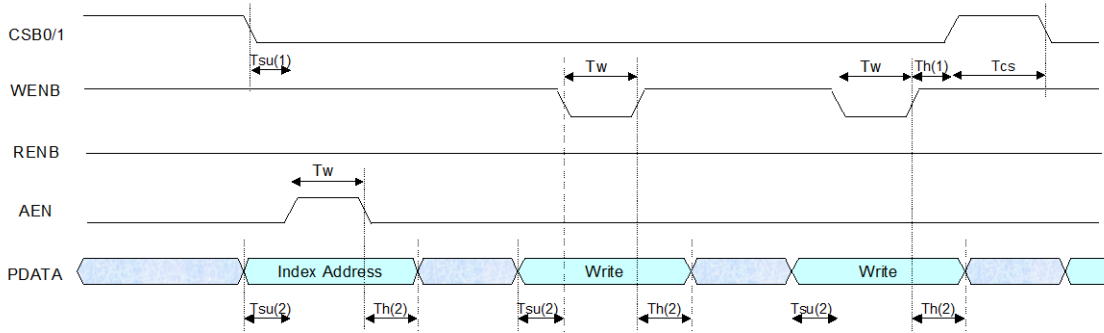 CSB0/1
Tsu(1)
Tw
Tw
Th(1)
Tcs
WENB
RENB
Tw
AEN
PDATA
Index Address
Write
Write
Tsu(2)
Th(2)
Tsu(2)
Th(2)
Tsu(2)
Th(2)